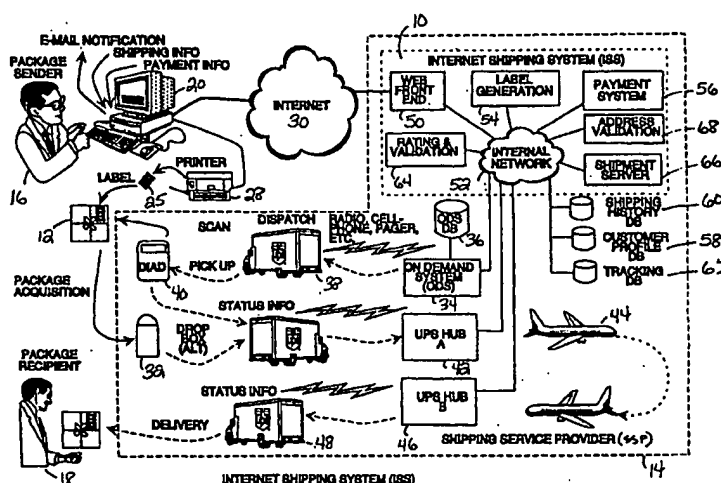 10
E-MAIL NOTIFICATION
SHIPPING INFO
PAYMENT INFO
PACKAGE SENDER
20
16
INTERNET
30
INTERNET SHIPPING SYSTEM (ISS)
WEB FRONT END
50
LABEL GENERATION
54
PAYMENT SYSTEM
56
ADDRESS VALIDATION
68
RATING & VALIDATION
64
INTERNAL NETWORK
52
SHIPMENT SERVER
66
LABEL
25
PRINTER
28
12
SCAN
DISPATCH
RADIO, CELL-PHONE, PAGER, ETC.
ODS DB
36
SHIPPING HISTORY DB
60
CUSTOMER PROFILE DB
58
TRACKING DB
62
DIAD
40
PICK UP
38
ON DEMAND SYSTEM (ODS)
34
PACKAGE ACQUISITION
STATUS INFO
32
DROP BOX (ALT)
UPS HUB A
42
44
PACKAGE RECIPIENT
STATUS INFO
UPS HUB B
46
DELIVERY
48
18
SHIPPING SERVICE PROVIDER (SSP)
14
INTERNET SHIPPING SYSTEM (ISS)